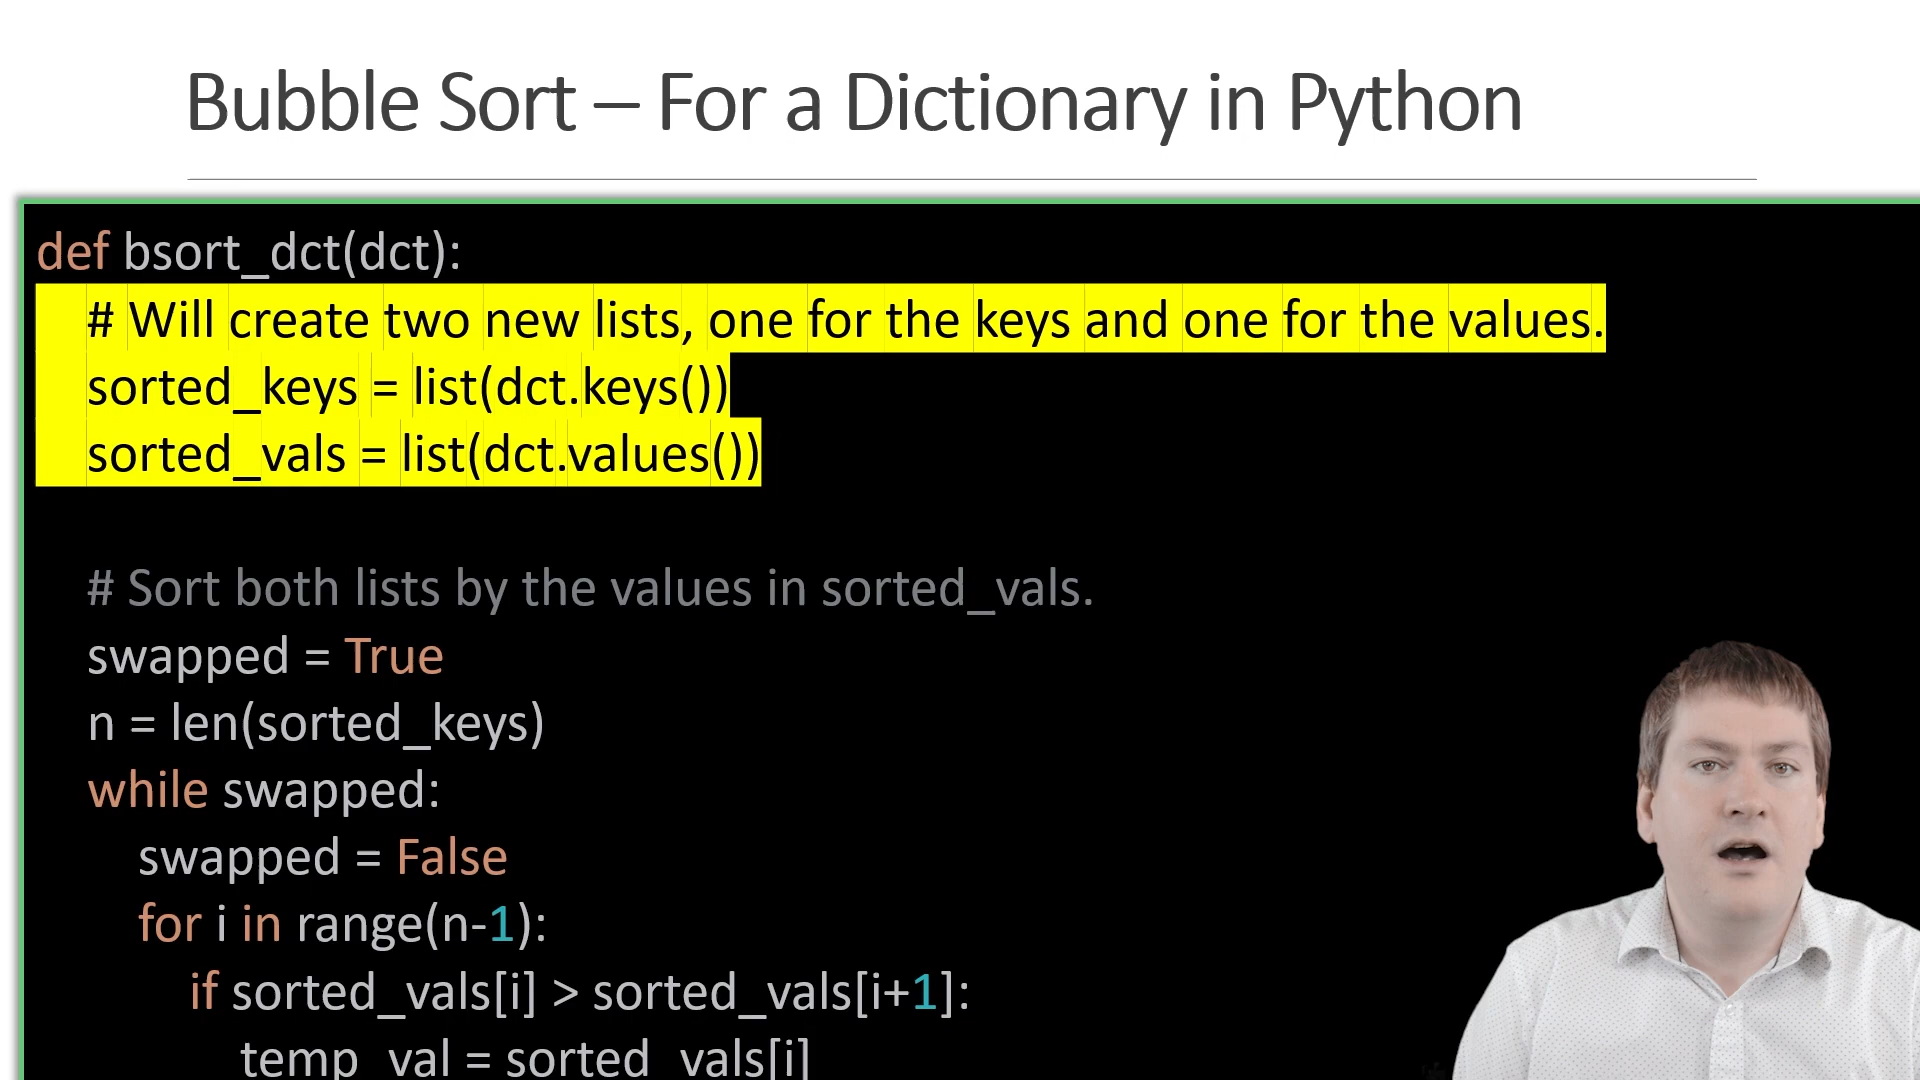 Bubble Sort – For a Dictionary in Python
def bsort_dct(dct):
# Will create two new lists, one for the keys and one for the values.
sorted_keys = list(dct.keys())
sorted_vals = list(dct.values())
# Sort both lists by the values in sorted_vals.
swapped = True
n = len(sorted_keys)
while swapped:
swapped = False
for i in range(n-1):
if sorted_vals[i] > sorted_vals[i+1]:
temp_val = sorted_vals[i]